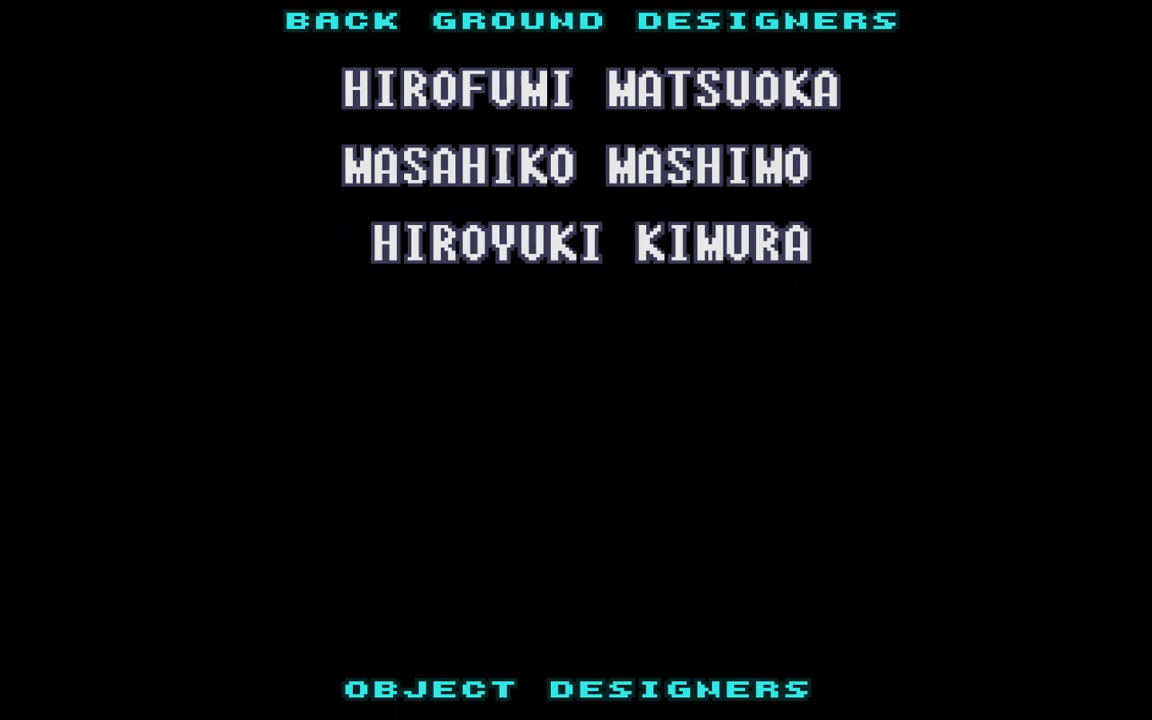 BACK GROUND DESIGNERS
HIROFUMI MATSUOKA
MASAHIKO MASHIMO
HIROYUKI KIMURA
OBJECT DESIGNERS